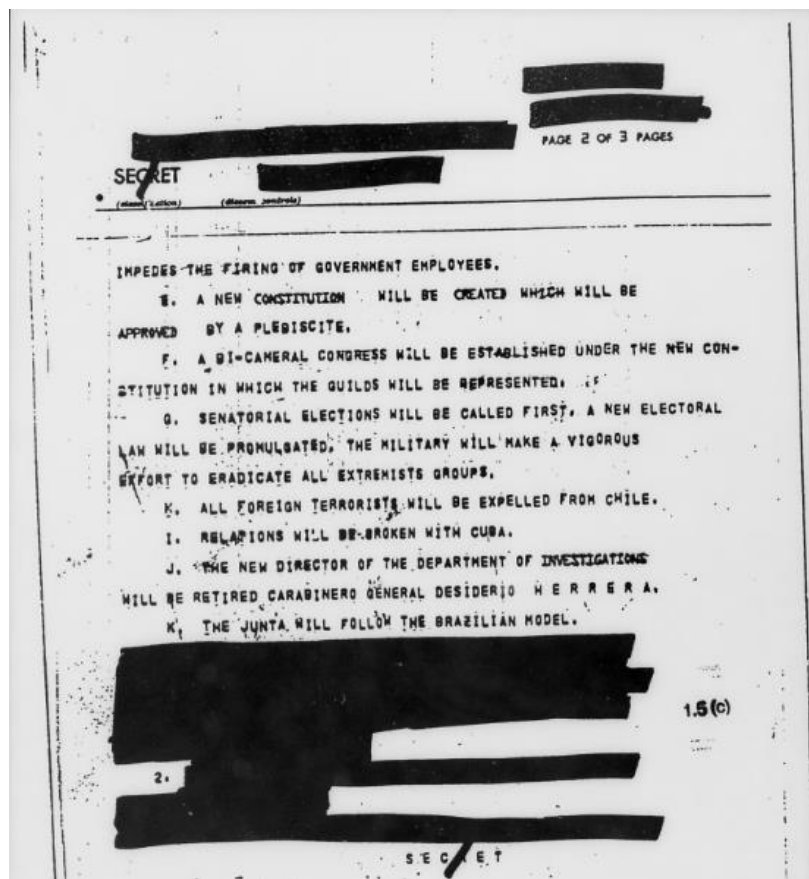 PAGE 2 OF 3 PAGES
SECRET
(classification) (dissem controls)
IMPEDES THE FIRING OF GOVERNMENT EMPLOYEES.
E. A NEW CONSTITUTION WILL BE CREATED WHICH WILL BE
APPROVED BY A PLEBISCITE.
F. A BI-CAMERAL CONGRESS WILL BE ESTABLISHED UNDER THE NEW CON-
STITUTION IN WHICH THE GUILDS WILL BE REPRESENTED.
G. SENATORIAL ELECTIONS WILL BE CALLED FIRST. A NEW ELECTORAL
LAW WILL BE PROMULGATED. THE MILITARY WILL MAKE A VIGOROUS
EFFORT TO ERADICATE ALL EXTREMISTS GROUPS.
H. ALL FOREIGN TERRORISTS WILL BE EXPELLED FROM CHILE.
I. RELATIONS WILL BE BROKEN WITH CUBA.
J. THE NEW DIRECTOR OF THE DEPARTMENT OF INVESTIGATIONS
WILL BE RETIRED CARABINERO GENERAL DESIDERIO H E R R E R A.
K. THE JUNTA WILL FOLLOW THE BRAZILIAN MODEL.
1.5(c)
2.
S E C R E T